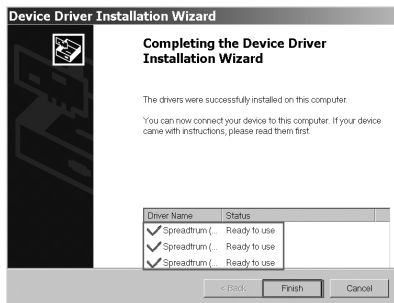 Device Driver Installation Wizard
Completing the Device Driver
Installation Wizard
The drivers were successfully installed on this computer.
You can now connect your device to this computer. If your device
came with instructions, please read them first.
Driver Name Status
Spreadtrum (... Ready to use
Spreadtrum (... Ready to use
Spreadtrum (... Ready to use
< Back Finish Cancel